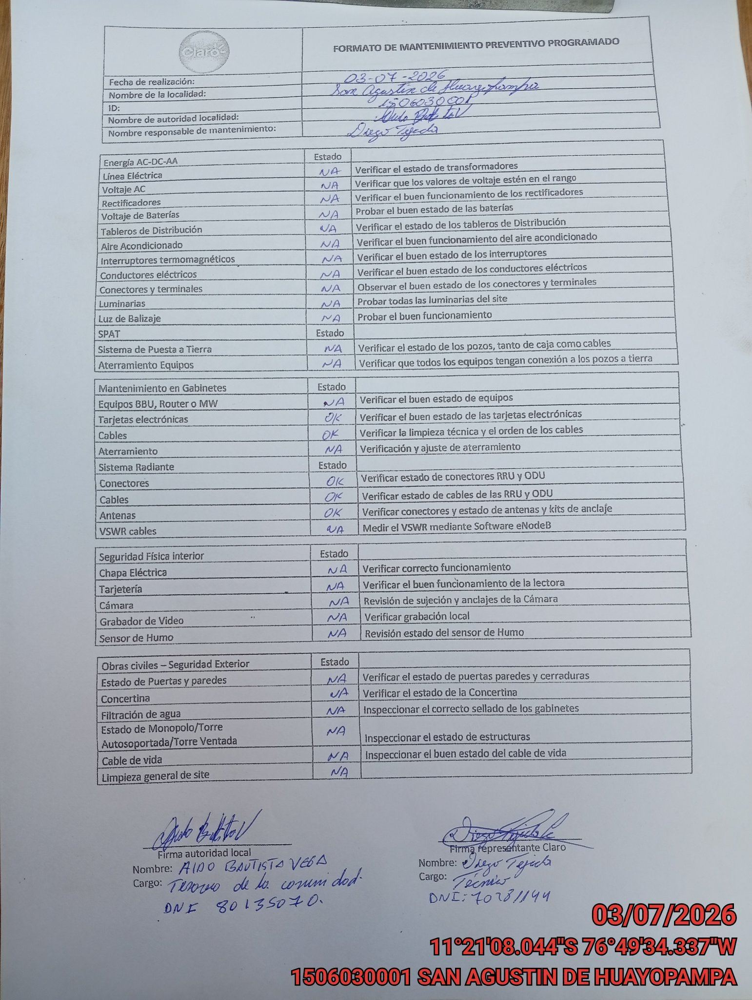 Claro
FORMATO DE MANTENIMIENTO PREVENTIVO PROGRAMADO
Fecha de realización: 03-07-2026
Nombre de la localidad: San Agustin de Huayopampa
ID: 1506030001
Nombre de autoridad localidad: Aldo Bautista V
Nombre responsable de mantenimiento: Diego Tejeda
Energía AC-DC-AA Estado
Línea Eléctrica NA Verificar el estado de transformadores
Voltaje AC NA Verificar que los valores de voltaje estén en el rango
Rectificadores NA Verificar el buen funcionamiento de los rectificadores
Voltaje de Baterías NA Probar el buen estado de las baterías
Tableros de Distribución NA Verificar el estado de los tableros de Distribución
Aire Acondicionado NA Verificar el buen funcionamiento del aire acondicionado
Interruptores termomagnéticos NA Verificar el buen estado de los interruptores
Conductores eléctricos NA Verificar el buen estado de los conductores eléctricos
Conectores y terminales NA Observar el buen estado de los conectores y terminales
Luminarias NA Probar todas las luminarias del site
Luz de Balizaje NA Probar el buen funcionamiento
SPAT Estado
Sistema de Puesta a Tierra NA Verificar el estado de los pozos, tanto de caja como cables
Aterramiento Equipos NA Verificar que todos los equipos tengan conexión a los pozos a tierra
Mantenimiento en Gabinetes Estado
Equipos BBU, Router o MW NA Verificar el buen estado de equipos
Tarjetas electrónicas OK Verificar el buen estado de las tarjetas electrónicas
Cables OK Verificar la limpieza técnica y el orden de los cables
Aterramiento NA Verificación y ajuste de aterramiento
Sistema Radiante Estado
Conectores OK Verificar estado de conectores RRU y ODU
Cables OK Verificar estado de cables de las RRU y ODU
Antenas OK Verificar conectores y estado de antenas y kits de anclaje
VSWR cables NA Medir el VSWR mediante Software eNodeB
Seguridad Física interior Estado
Chapa Eléctrica NA Verificar correcto funcionamiento
Tarjetería NA Verificar el buen funcionamiento de la lectora
Cámara NA Revisión de sujeción y anclajes de la Cámara
Grabador de Video NA Verificar grabación local
Sensor de Humo NA Revisión estado del sensor de Humo
Obras civiles – Seguridad Exterior Estado
Estado de Puertas y paredes NA Verificar el estado de puertas paredes y cerraduras
Concertina NA Verificar el estado de la Concertina
Filtración de agua NA Inspeccionar el correcto sellado de los gabinetes
Estado de Monopolo/Torre
Autosoportada/Torre Ventada NA Inspeccionar el estado de estructuras
Cable de vida NA Inspeccionar el buen estado del cable de vida
Limpieza general de site NA
Firma autoridad local
Nombre: AIDO BAUTISTA VEGA
Cargo: Tesorero de la comunidad.
DNI 80135070.
Diego Tejeda
Firma representante Claro
Nombre: Diego Tejeda
Cargo: Técnico
DNI: 70281144
03/07/2026
11°21'08.044"S 76°49'34.337"W
1506030001 SAN AGUSTIN DE HUAYOPAMPA